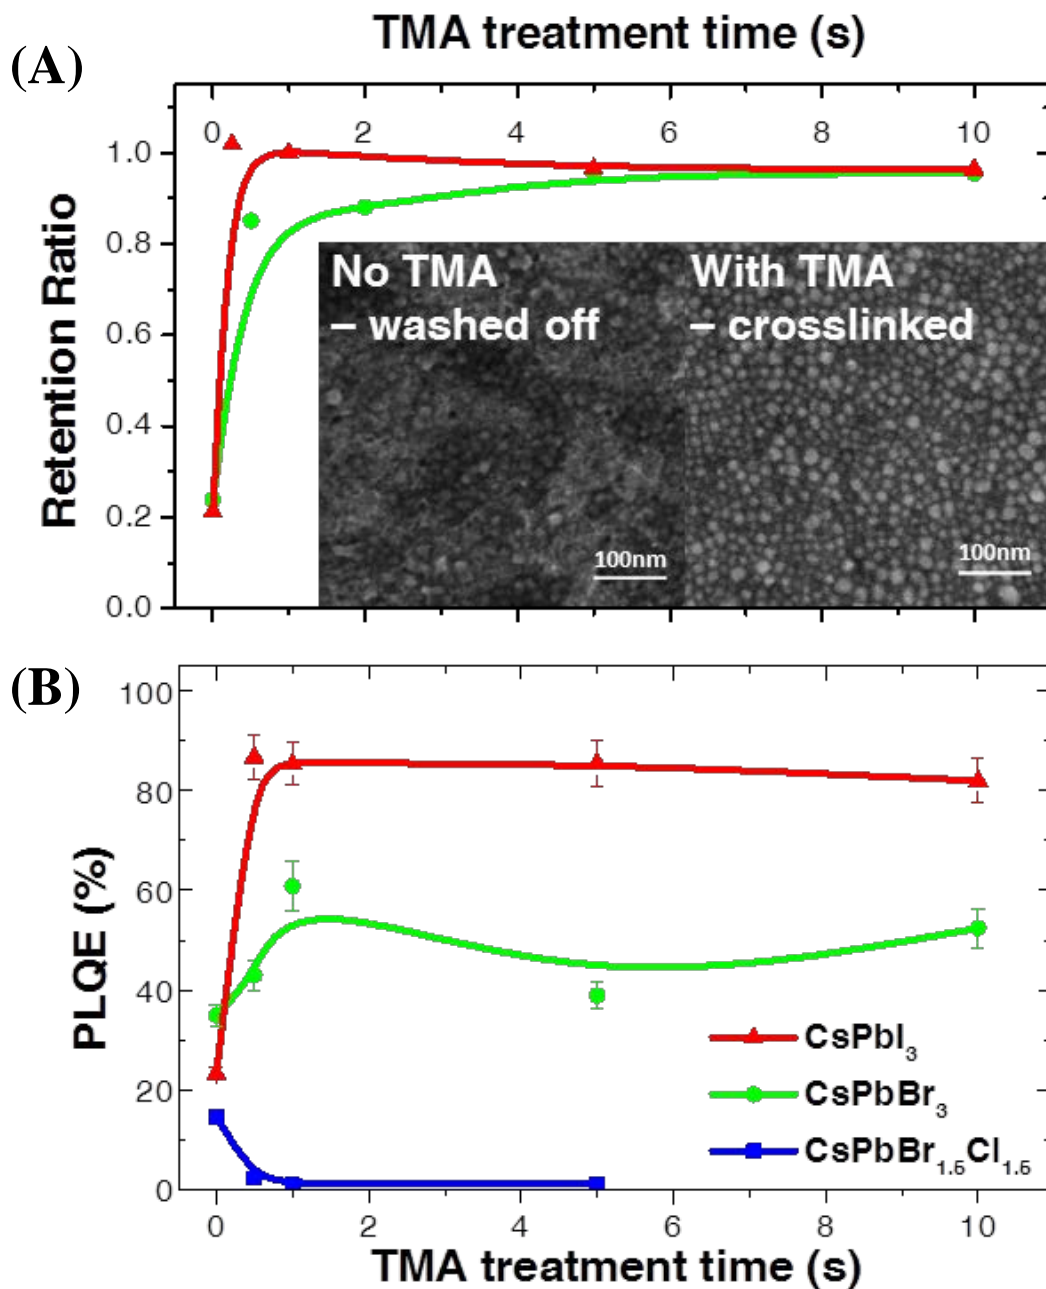 TMA treatment time (s)
(A)
0 2 4 6 8 10
1.0
0.8
0.6
0.4
0.2
0.0
Retention Ratio
No TMA
– washed off
100nm
With TMA
– crosslinked
100nm
(B)
100
80
60
40
20
0
PLQE (%)
CsPbI₃
CsPbBr₃
CsPbBr₁.₅Cl₁.₅
0 2 4 6 8 10
TMA treatment time (s)